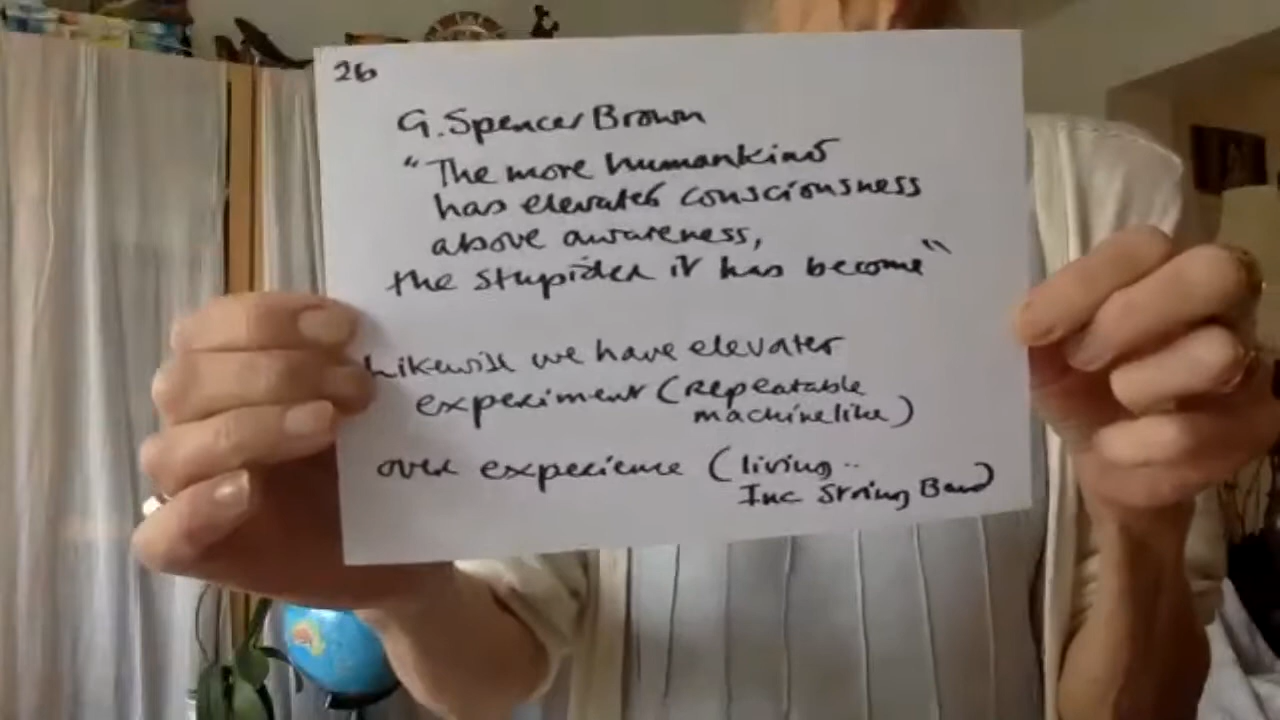 26
G. Spencer Brown
"The more humankind
has elevated consciousness
above awareness,
the stupider it has become"
Likewise we have elevated
experiment (repeatable
machinelike)
over experience (living..
Inc String Band)